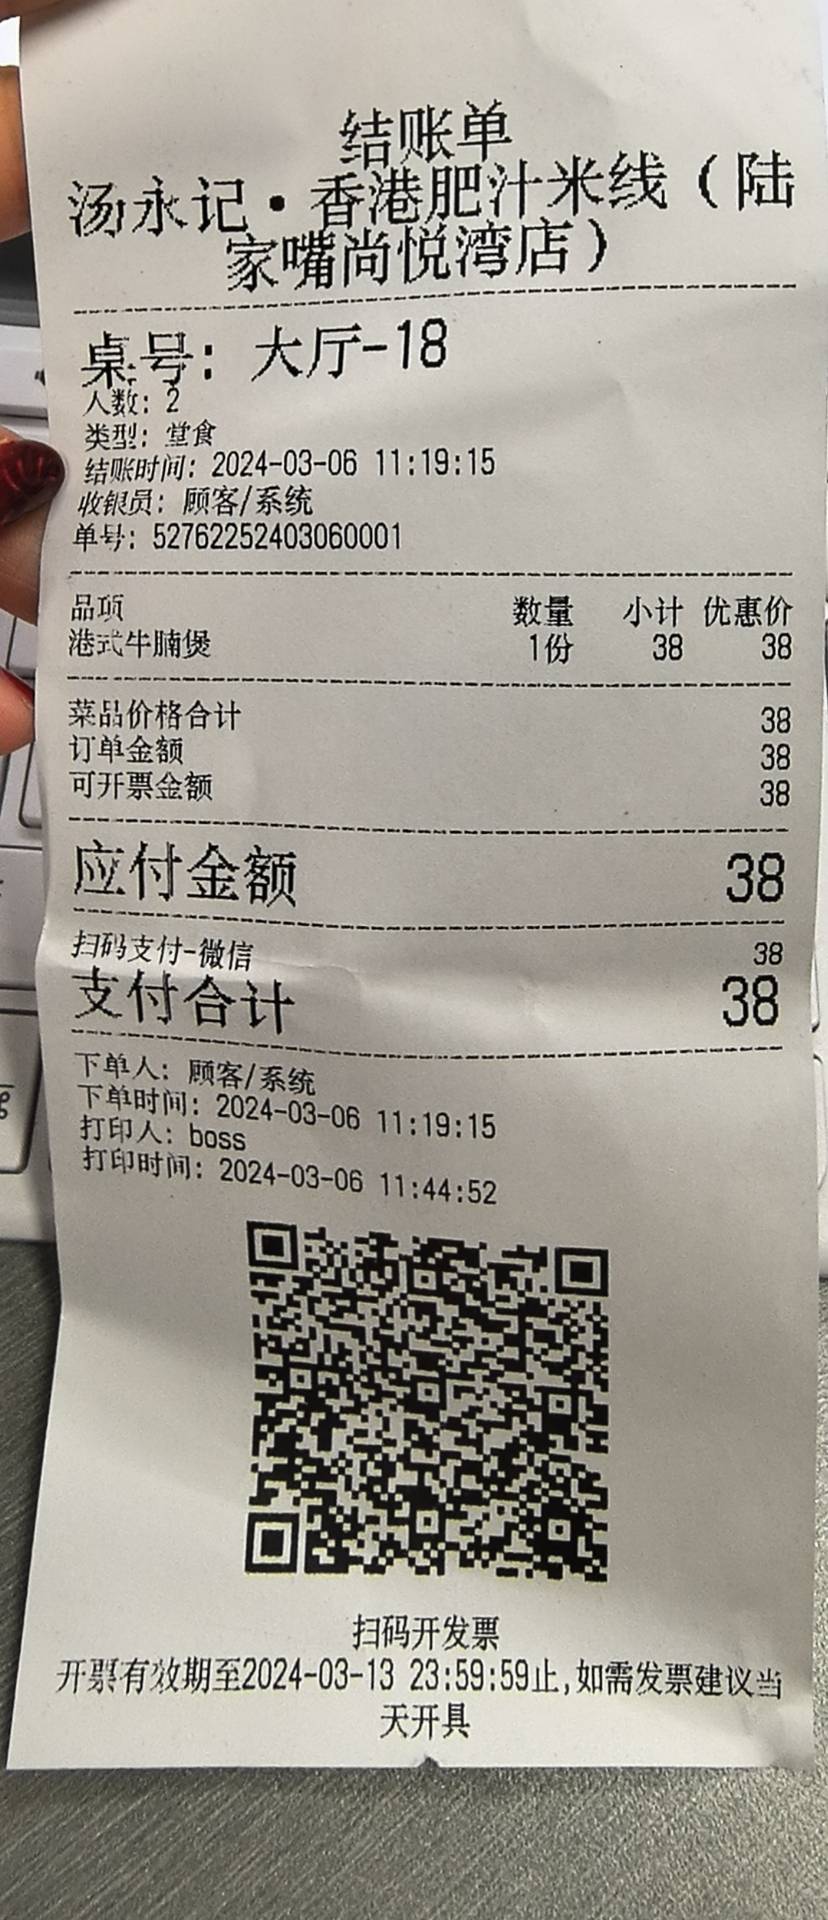 结账单
汤永记·香港肥汁米线（陆
家嘴尚悦湾店）
桌号：大厅-18
人数：2
类型：堂食
结账时间：2024-03-06 11:19:15
收银员：顾客/系统
单号：52762252403060001
品项 数量 小计 优惠价
港式牛腩煲 1份 38 38
菜品价格合计 38
订单金额 38
可开票金额 38
应付金额 38
扫码支付-微信 38
支付合计 38
下单人：顾客/系统
下单时间：2024-03-06 11:19:15
打印人：boss
打印时间：2024-03-06 11:44:52
扫码开发票
开票有效期至2024-03-13 23:59:59止,如需发票建议当
天开具